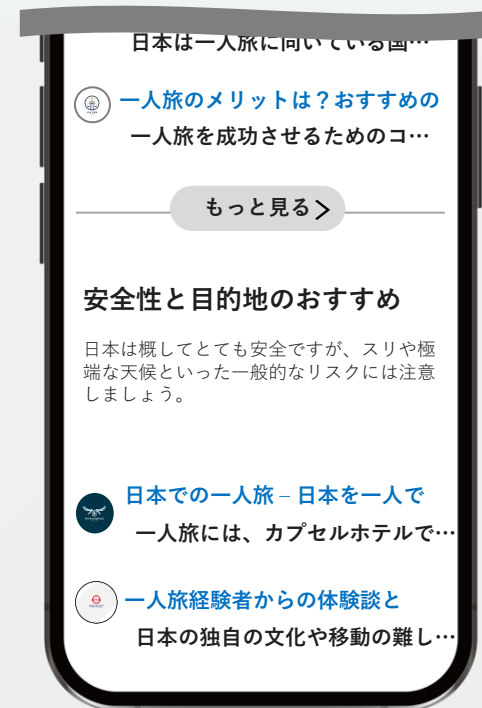 日本は一人旅に向いている国…
一人旅のメリットは？おすすめの
一人旅を成功させるためのコ…
もっと見る
安全性と目的地のおすすめ
日本は概してとても安全ですが、スリや極
端な天候といった一般的なリスクには注意
しましょう。
日本での一人旅 – 日本を一人で
一人旅には、カプセルホテルで…
一人旅経験者からの体験談と
日本の独自の文化や移動の難し…